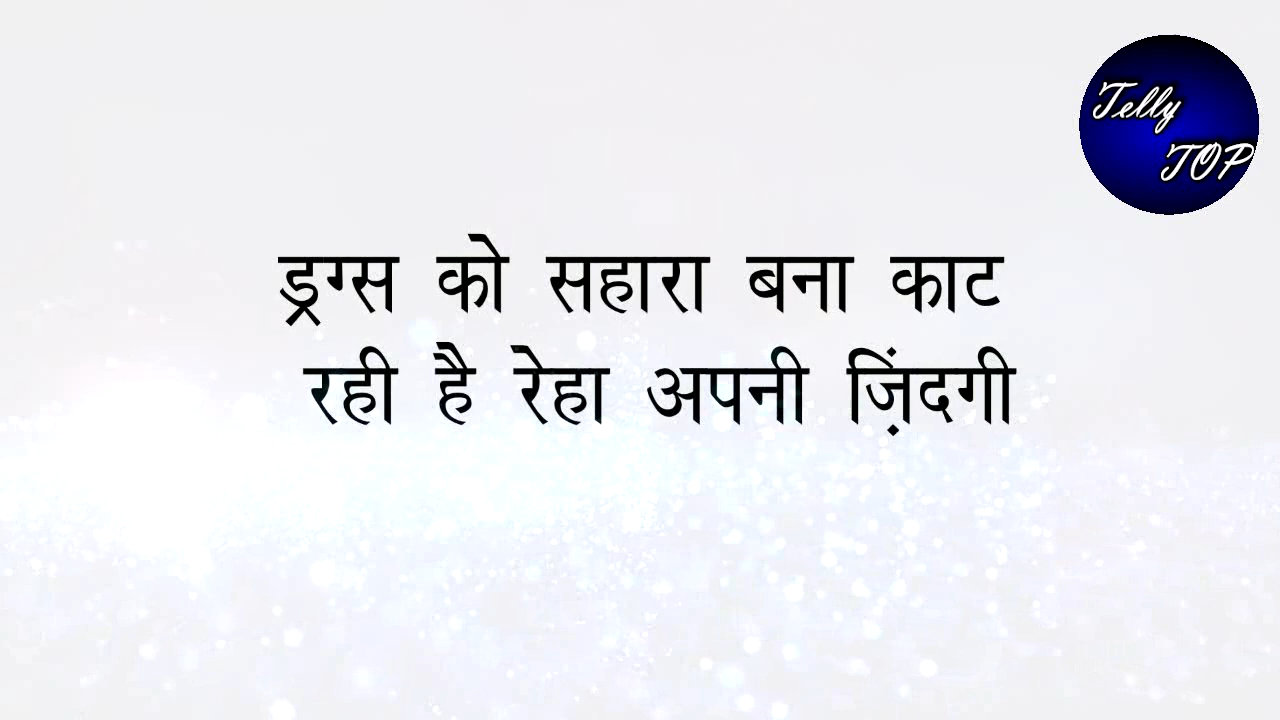 Telly
TOP
ड्रग्स को सहारा बना काट
रही है रेहा अपनी ज़िंदगी